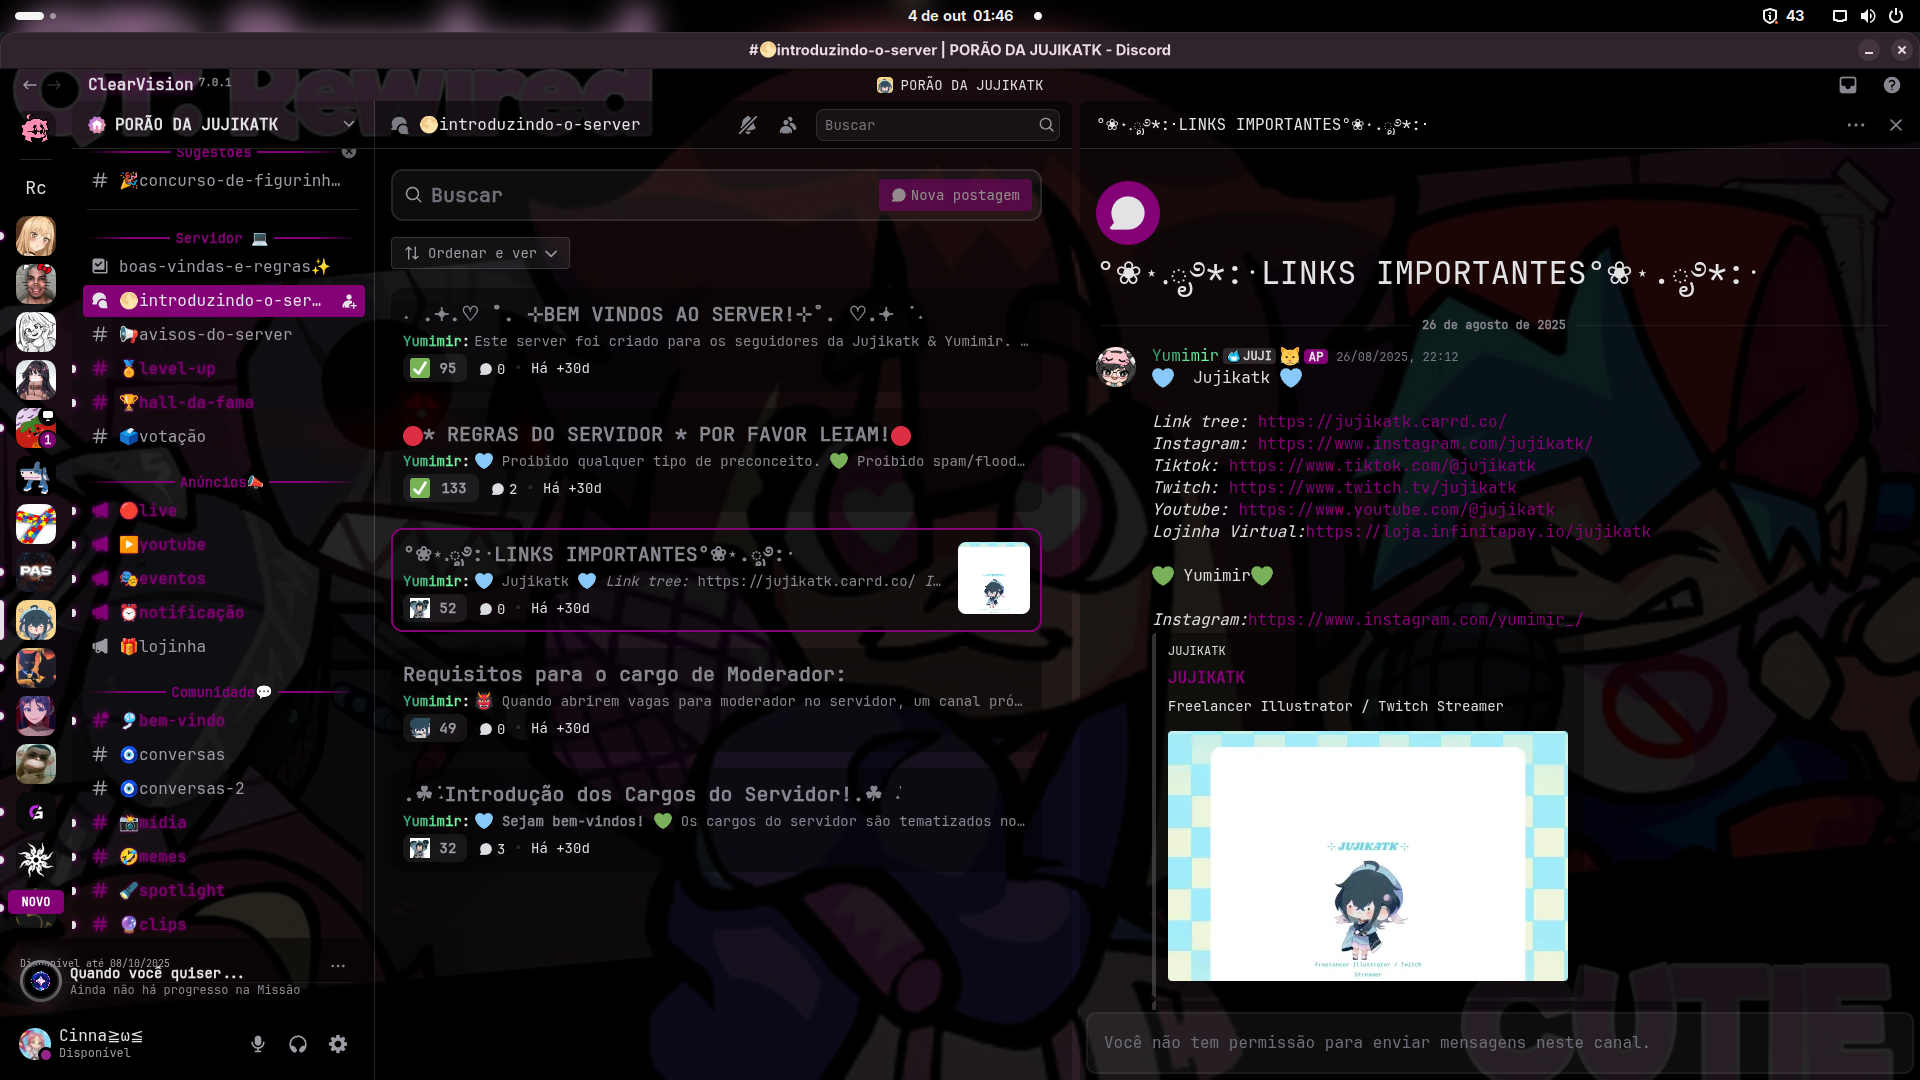 4 de out 01:46
43
#🌕introduzindo-o-server | PORÃO DA JUJIKATK - Discord
ClearVision 7.0.1
PORÃO DA JUJIKATK
PORÃO DA JUJIKATK
🌕introduzindo-o-server
Buscar
°❀⋆.ೃ࿔*:･LINKS IMPORTANTES°❀⋆.ೃ࿔*:･
Sugestões
🎉concurso-de-figurinh…
Rc
Servidor 💻
boas-vindas-e-regras✨
🌕introduzindo-o-ser…
📢avisos-do-server
🏅level-up
🏆hall-da-fama
🗳️votação
1
Anúncios📣
🔴live
▶️youtube
🎭eventos
⏰notificação
🎁lojinha
PAS
Comunidade💬
🎐bem-vindo
🧿conversas
🧿conversas-2
📸mídia
🤣memes
🔦spotlight
🔮clips
NOVO
Disponível até 08/10/2025
Quando você quiser...
Ainda não há progresso na Missão
Cinna≧ω≦
Disponível
Buscar
Nova postagem
Ordenar e ver
₊ .✦.♡ ˚. ⊹BEM VINDOS AO SERVER!⊹˚. ♡.✦ ˙₊
Yumimir: Este server foi criado para os seguidores da Jujikatk & Yumimir. …
✅ 95 0 • Há +30d
🔴* REGRAS DO SERVIDOR * POR FAVOR LEIAM!🔴
Yumimir: 🩵 Proibido qualquer tipo de preconceito. 💚 Proibido spam/flood…
✅ 133 2 • Há +30d
°❀⋆.ೃ࿔:･LINKS IMPORTANTES°❀⋆.ೃ࿔:･
Yumimir: 🩵 Jujikatk 🩵 Link tree: https://jujikatk.carrd.co/ I…
52 0 • Há +30d
Requisitos para o cargo de Moderador:
Yumimir: 👹 Quando abrirem vagas para moderador no servidor, um canal pró…
49 0 • Há +30d
.☘︎ ݁˖Introdução dos Cargos do Servidor!.☘︎ ݁˖
Yumimir: 🩵 Sejam bem-vindos! 💚 Os cargos do servidor são tematizados no…
32 3 • Há +30d
°❀⋆.ೃ࿔*:･LINKS IMPORTANTES°❀⋆.ೃ࿔*:･
26 de agosto de 2025
Yumimir JUJI 🐱 AP 26/08/2025, 22:12
🩵 Jujikatk 🩵
Link tree: https://jujikatk.carrd.co/
Instagram: https://www.instagram.com/jujikatk/
Tiktok: https://www.tiktok.com/@jujikatk
Twitch: https://www.twitch.tv/jujikatk
Youtube: https://www.youtube.com/@jujikatk
Lojinha Virtual:https://loja.infinitepay.io/jujikatk
💚 Yumimir💚
Instagram:https://www.instagram.com/yumimir_/
JUJIKATK
JUJIKATK
Freelancer Illustrator / Twitch Streamer
⊹ JUJIKATK ⊹
Freelancer Illustrator / Twitch
Streamer
Você não tem permissão para enviar mensagens neste canal.
Rewired
CUTIE